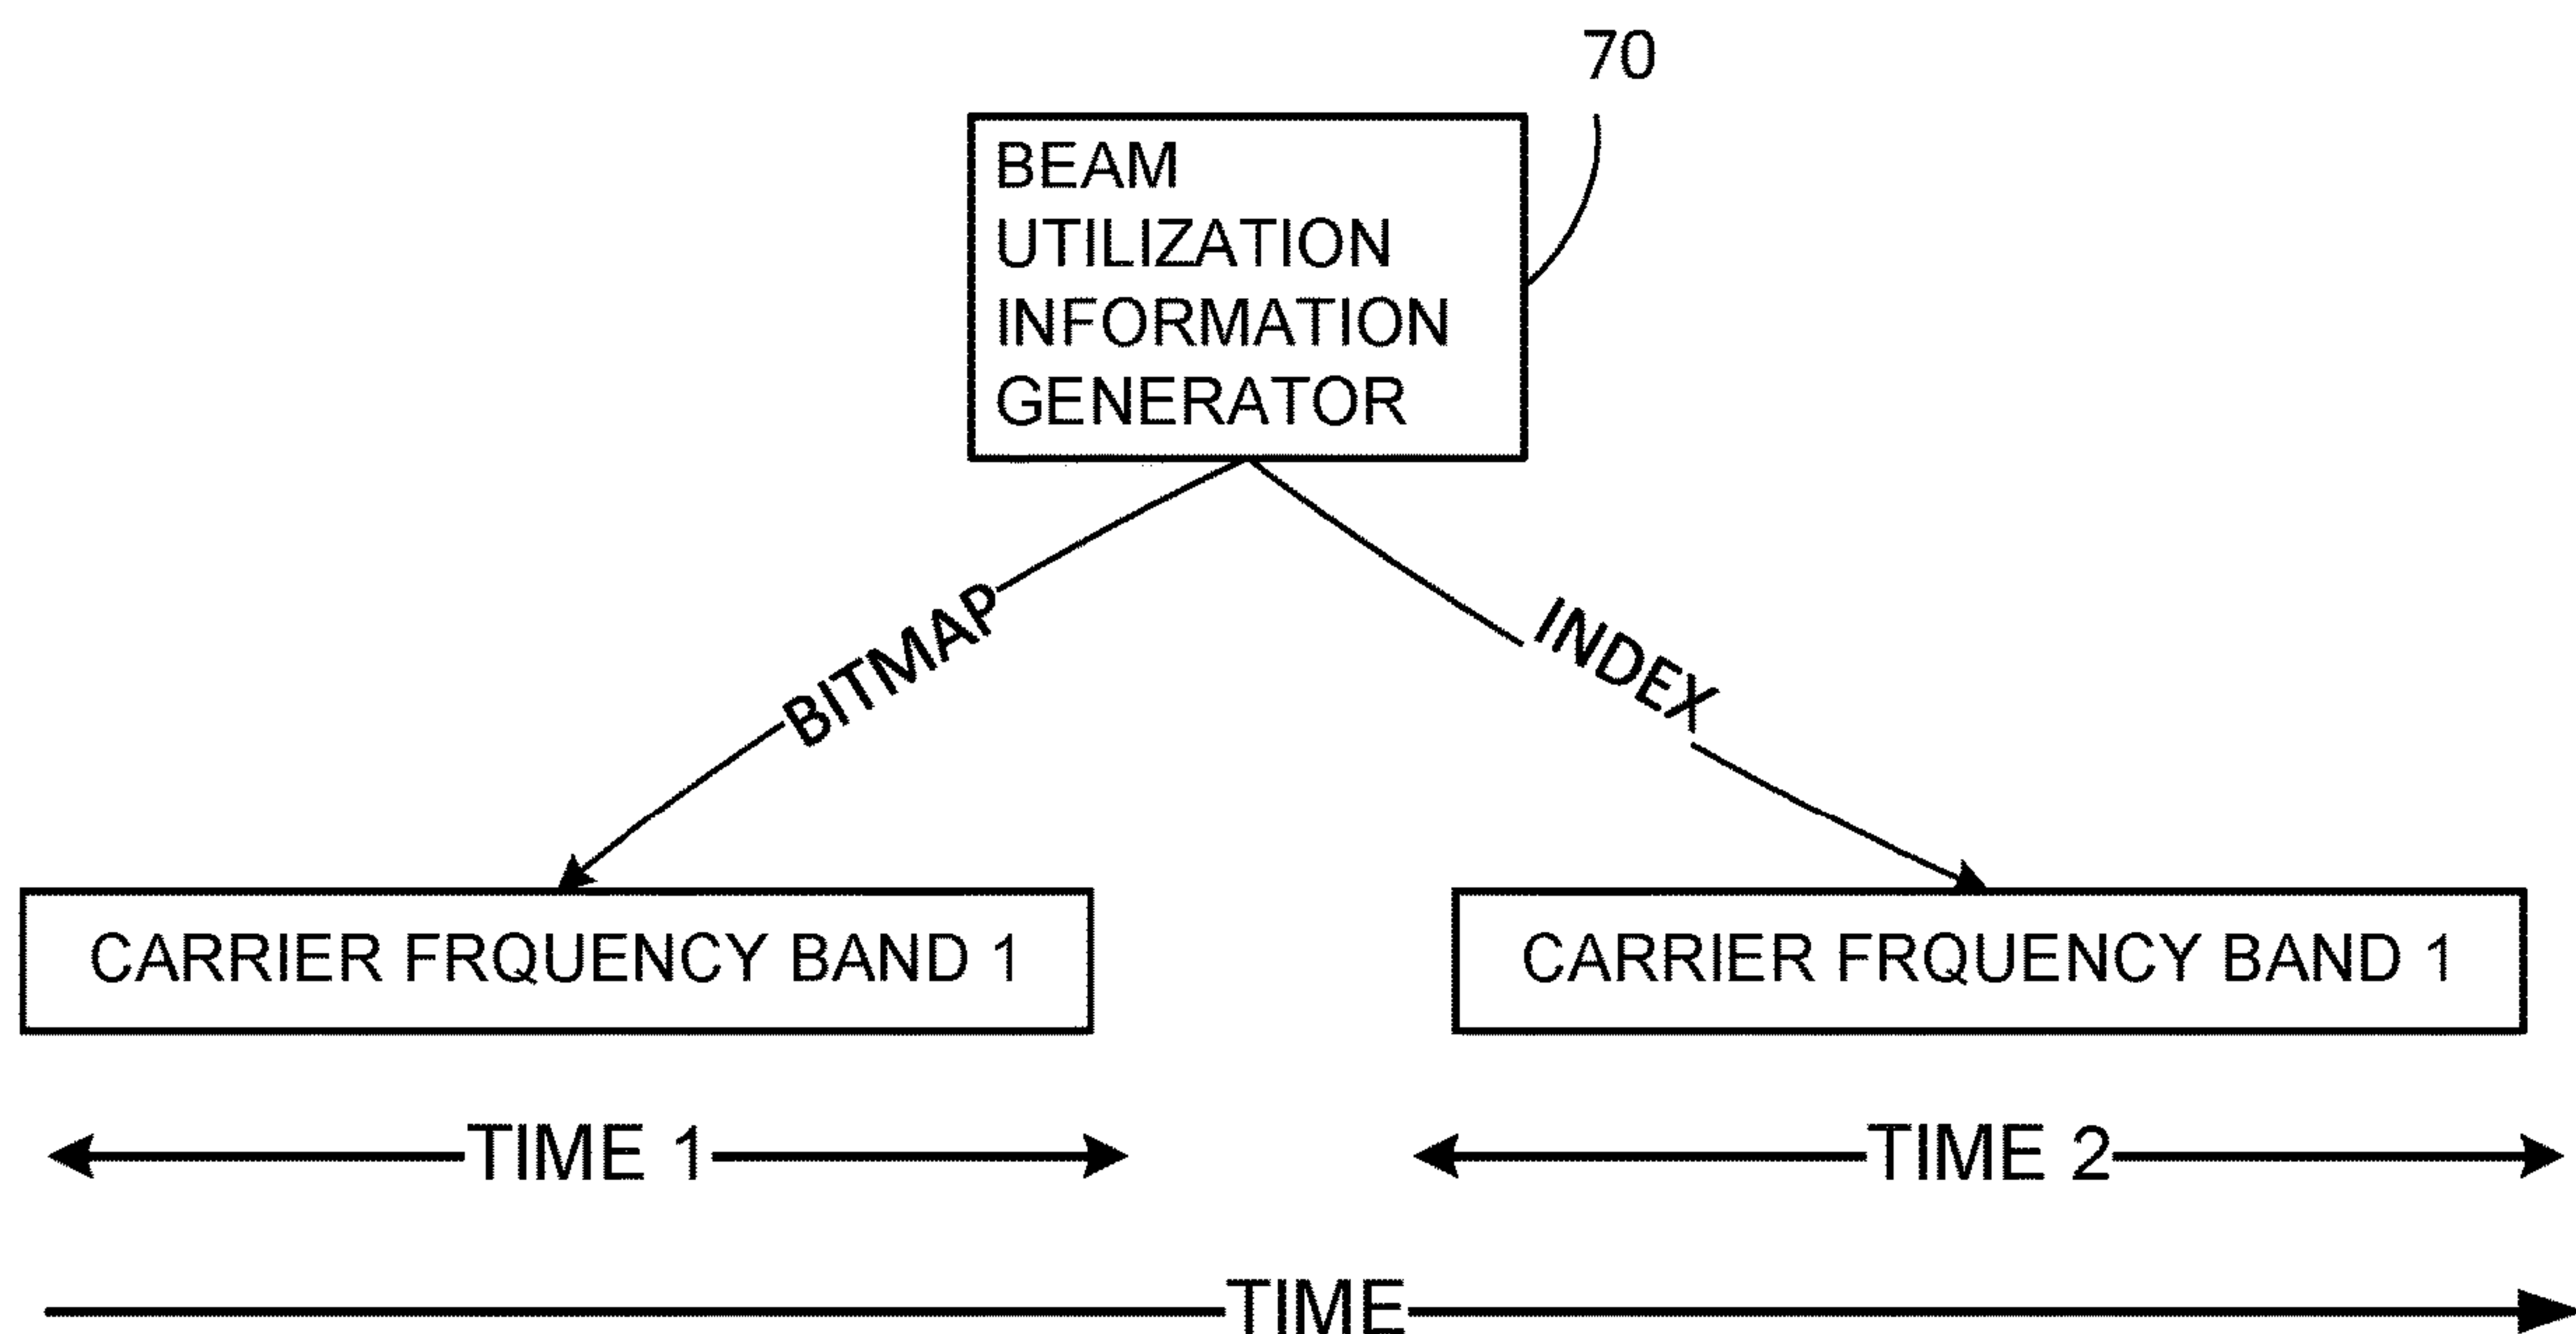 70
BEAM
UTILIZATION
INFORMATION
GENERATOR
BITMAP
INDEX
CARRIER FRQUENCY BAND 1
CARRIER FRQUENCY BAND 1
TIME 1
TIME 2
TIME